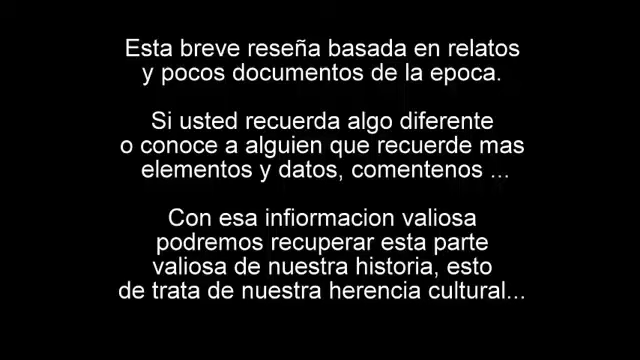 Esta breve reseña basada en relatos
y pocos documentos de la epoca.
Si usted recuerda algo diferente
o conoce a alguien que recuerde mas
elementos y datos, comentenos ...
Con esa infiormacion valiosa
podremos recuperar esta parte
valiosa de nuestra historia, esto
de trata de nuestra herencia cultural...